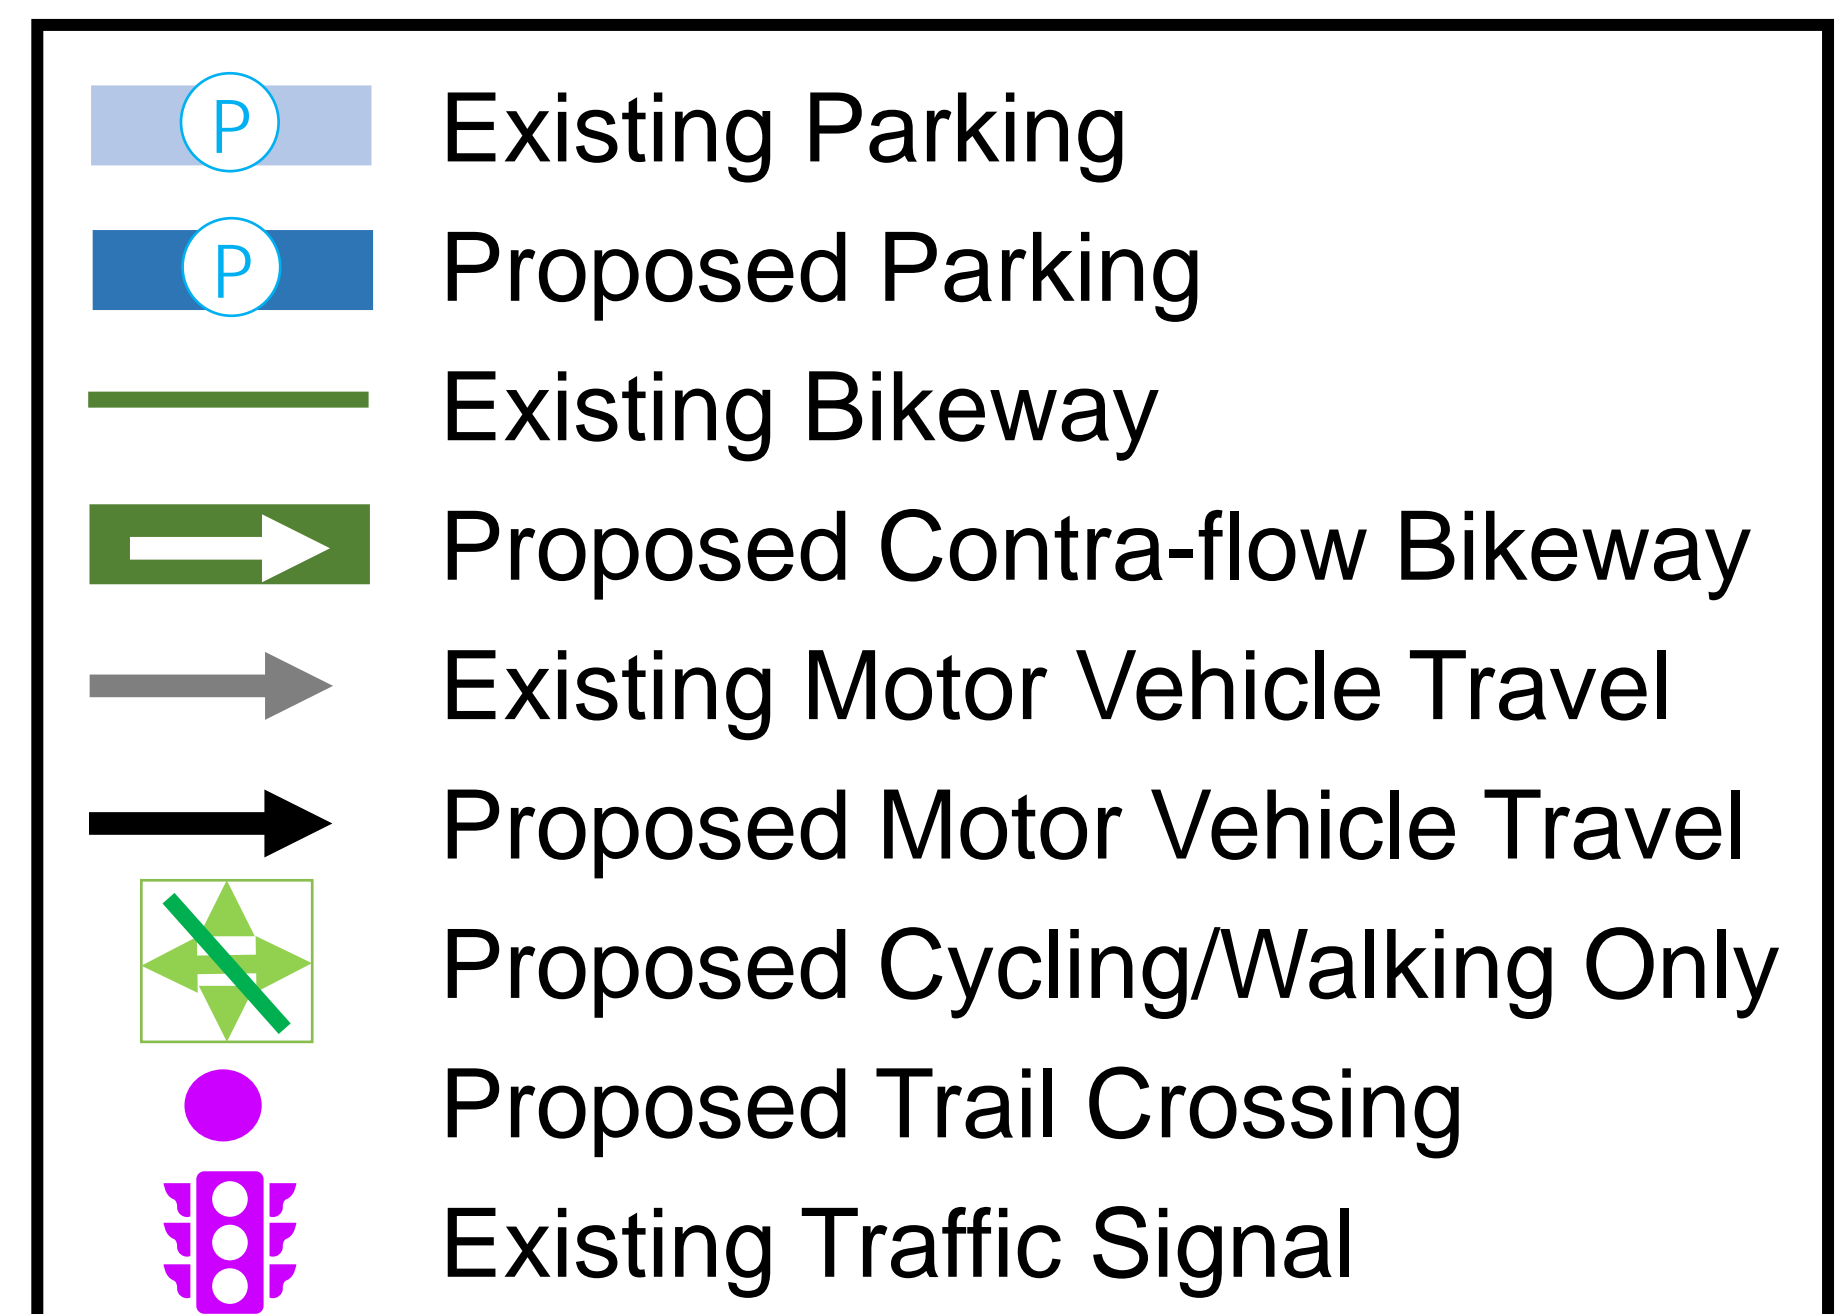 P Existing Parking
P Proposed Parking
Existing Bikeway
Proposed Contra-flow Bikeway
Existing Motor Vehicle Travel
Proposed Motor Vehicle Travel
Proposed Cycling/Walking Only
Proposed Trail Crossing
Existing Traffic Signal